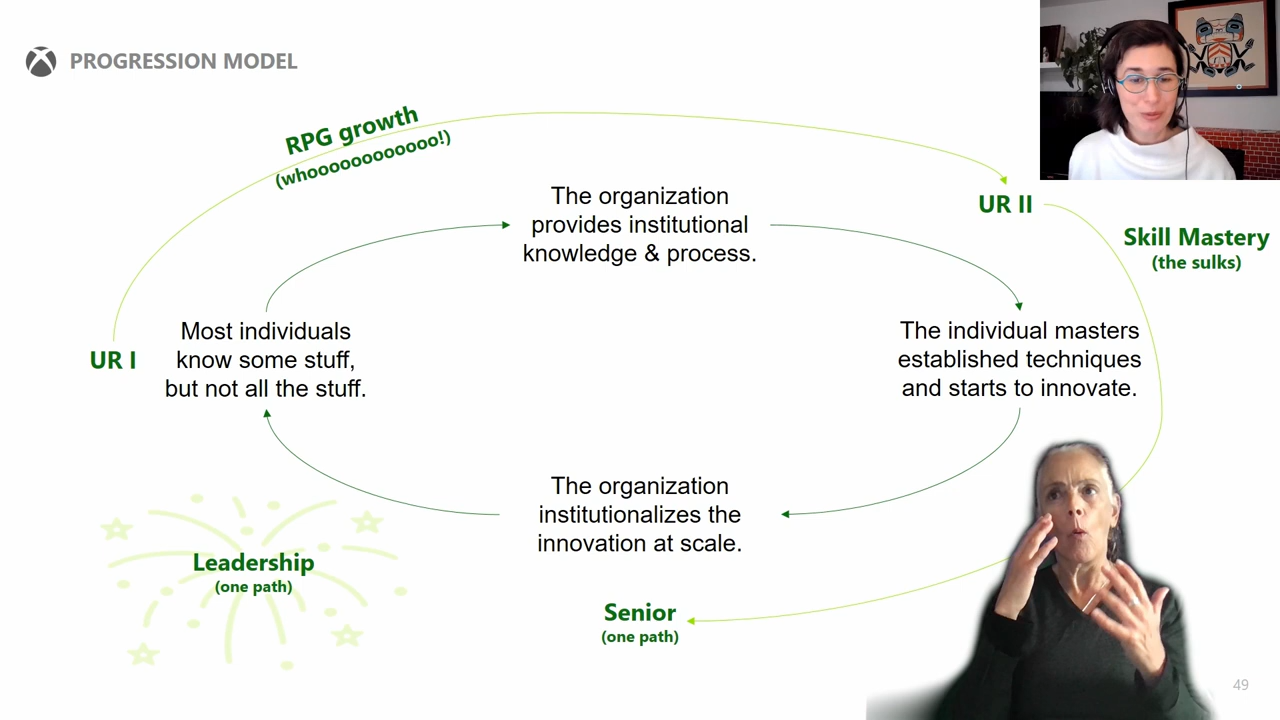 PROGRESSION MODEL
RPG growth
(whoooooooooooo!)
The organization
provides institutional
knowledge & process.
UR II
Skill Mastery
(the sulks)
UR I
Most individuals
know some stuff,
but not all the stuff.
The individual masters
established techniques
and starts to innovate.
The organization
institutionalizes the
innovation at scale.
Leadership
(one path)
Senior
(one path)
49